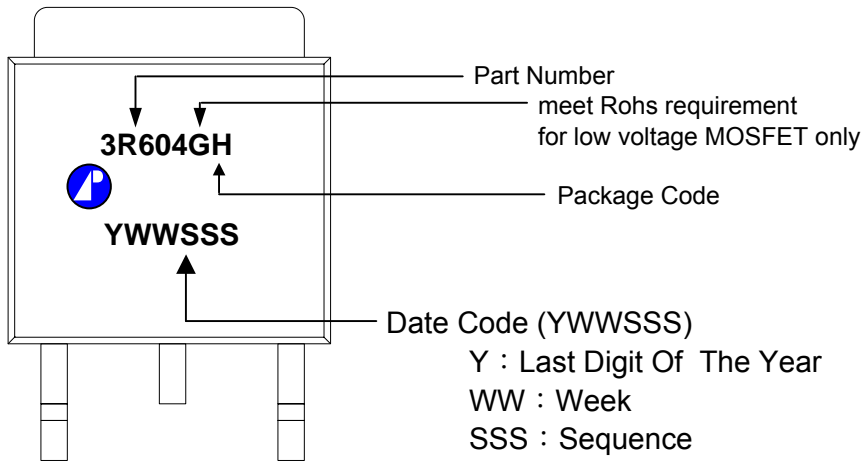 Part Number
meet Rohs requirement
for low voltage MOSFET only
3R604GH
Package Code
YWWSSS
Date Code (YWWSSS)
Y：Last Digit Of The Year
WW：Week
SSS：Sequence